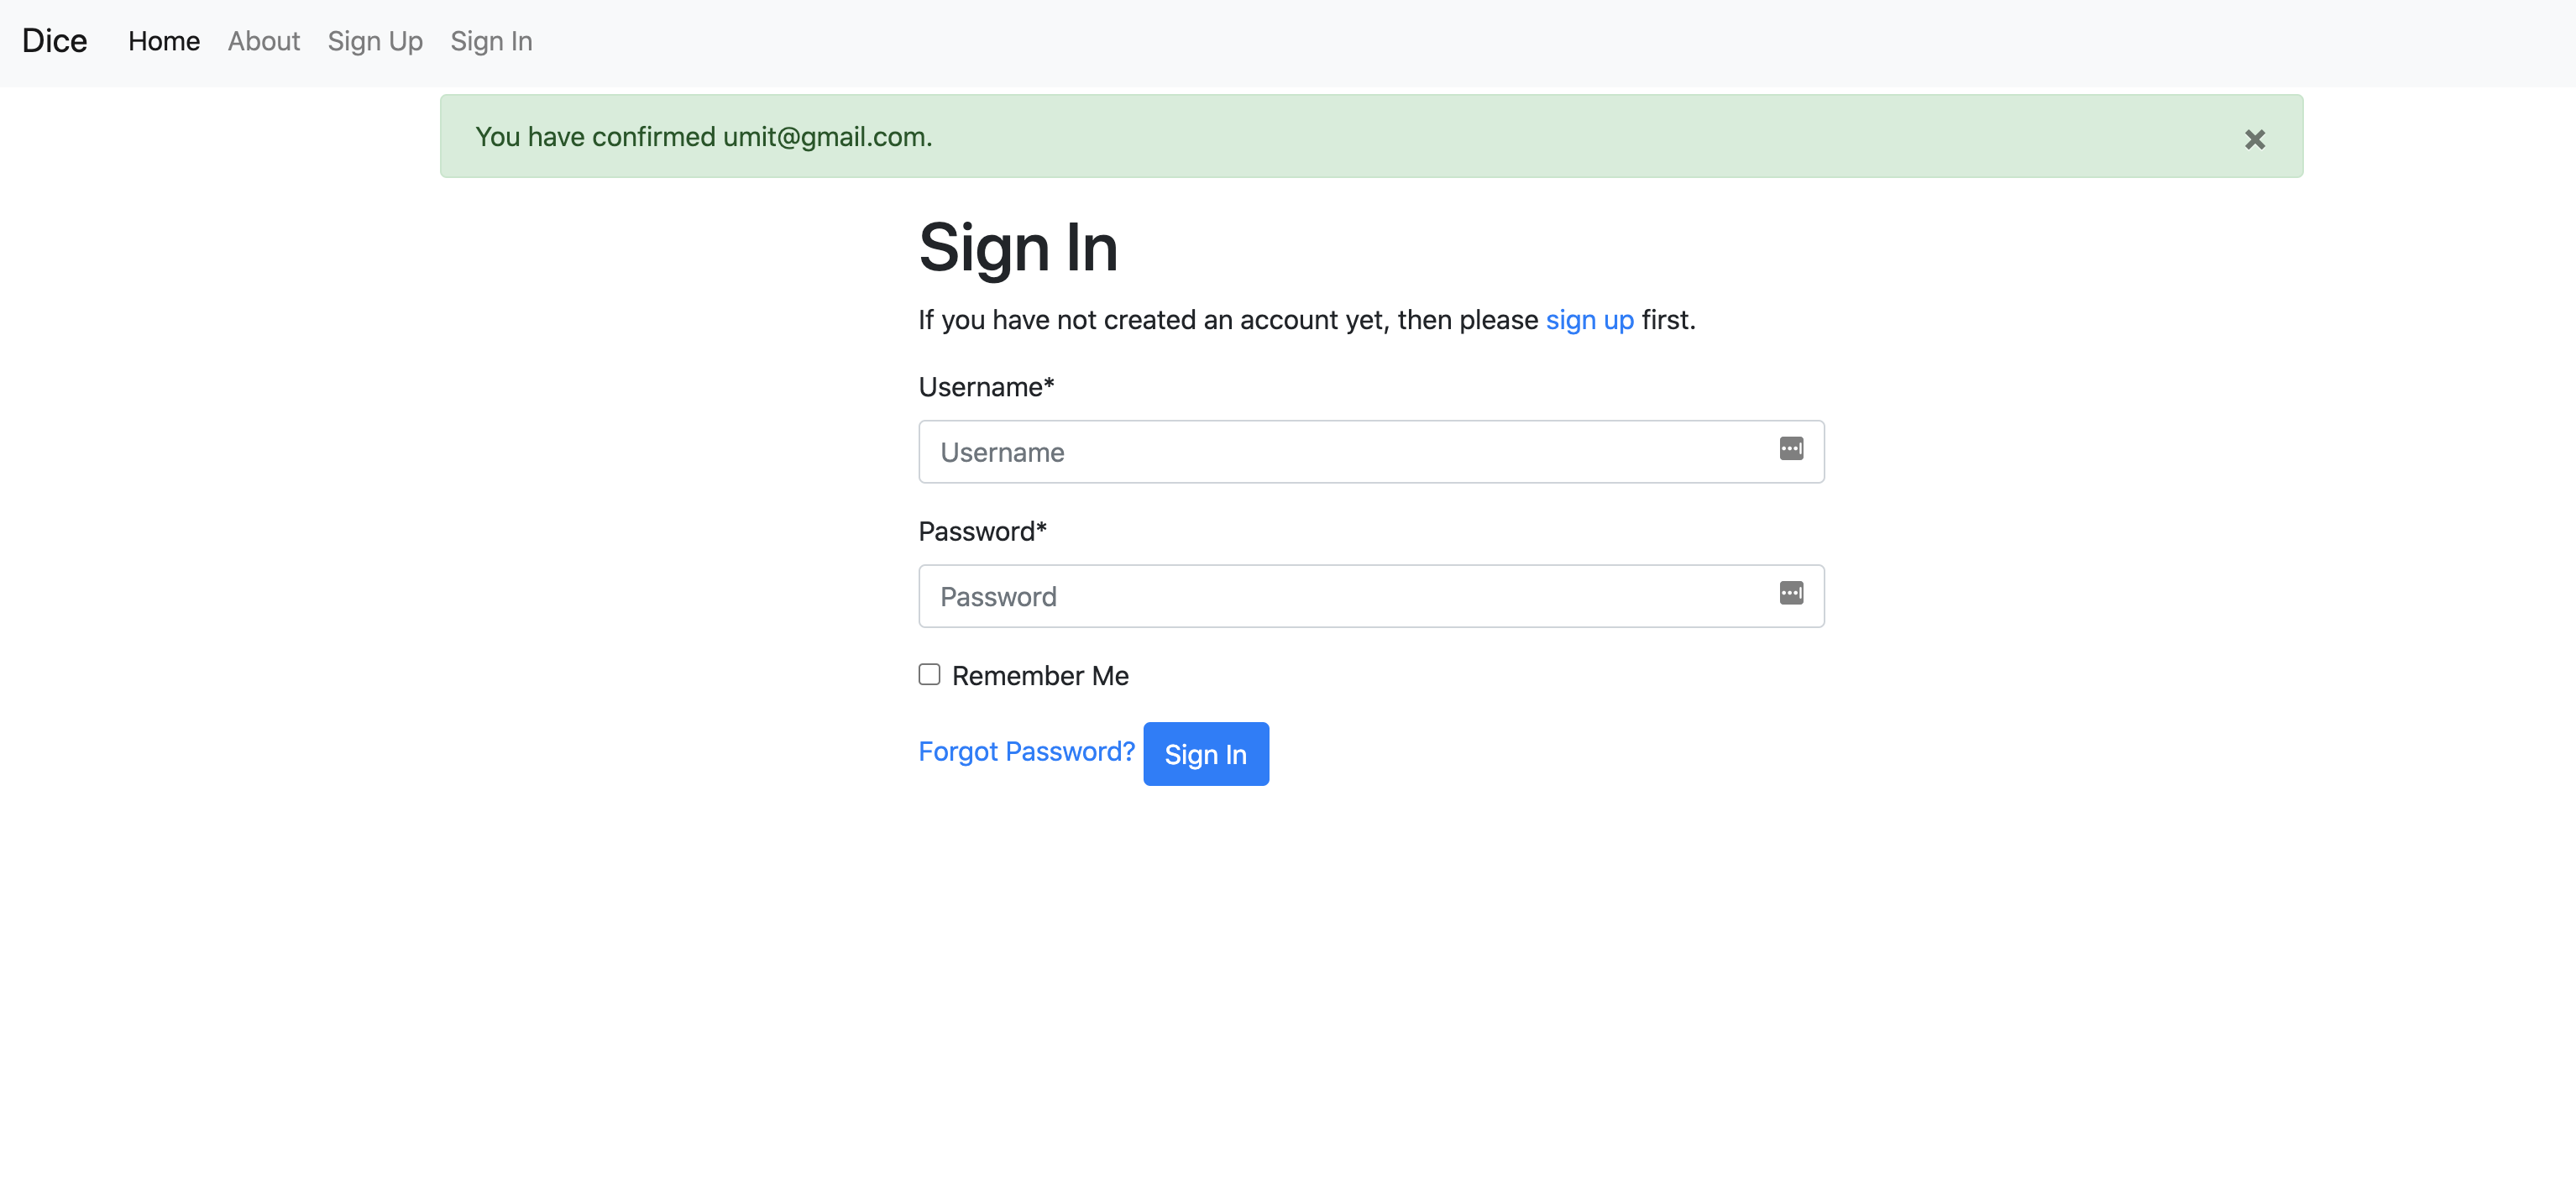 Dice Home About Sign Up Sign In
You have confirmed umit@gmail.com. ×
Sign In
If you have not created an account yet, then please sign up first.
Username*
Username
Password*
Password
Remember Me
Forgot Password? Sign In